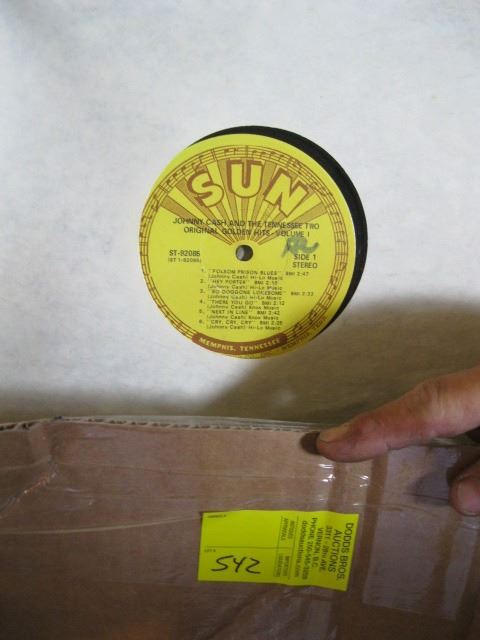 SUN
JOHNNY CASH AND THE TENNESSEE TWO
ORIGINAL GOLDEN HITS - VOLUME I
ST-82085
SIDE 1
STEREO
1. "FOLSOM PRISON BLUES" BMI 2:47
(Johnny Cash) Hi-Lo Music
2. "HEY PORTER" BMI 2:10
(Johnny Cash) Hi-Lo Music
3. "SO DOGGONE LONESOME" BMI 2:33
(Johnny Cash) Hi-Lo Music
4. "THERE YOU GO" BMI 2:12
(Johnny Cash) Knox Music
5. "NEXT IN LINE" BMI 2:42
(Johnny Cash) Knox Music
6. "CRY, CRY, CRY" BMI 2:25
(Johnny Cash) Hi-Lo Music
MEMPHIS, TENNESSEE
LOT #
542
DODDS BROS.
AUCTIONS
VERNON, B.C.